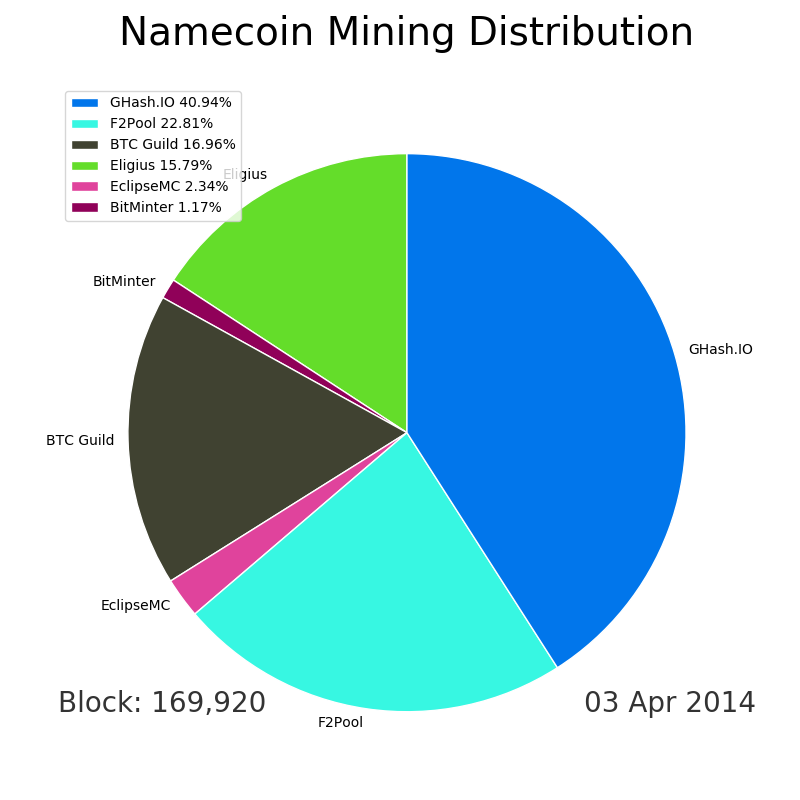 Namecoin Mining Distribution
GHash.IO 40.94%
F2Pool 22.81%
BTC Guild 16.96%
Eligius 15.79%
EclipseMC 2.34%
BitMinter 1.17%
Eligius
BitMinter
GHash.IO
BTC Guild
EclipseMC
Block: 169,920
03 Apr 2014
F2Pool